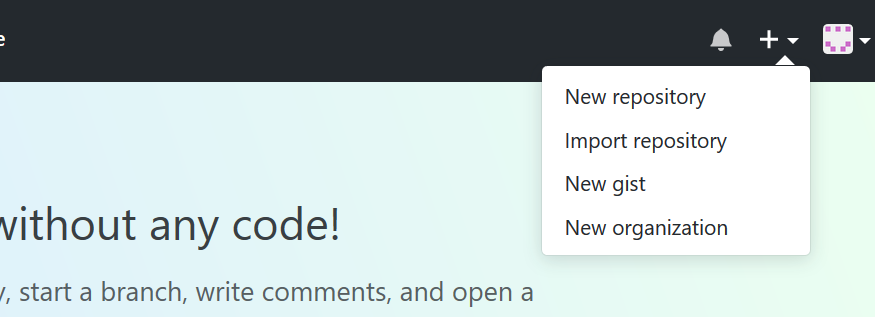 e
New repository
Import repository
New gist
New organization
without any code!
y, start a branch, write comments, and open a